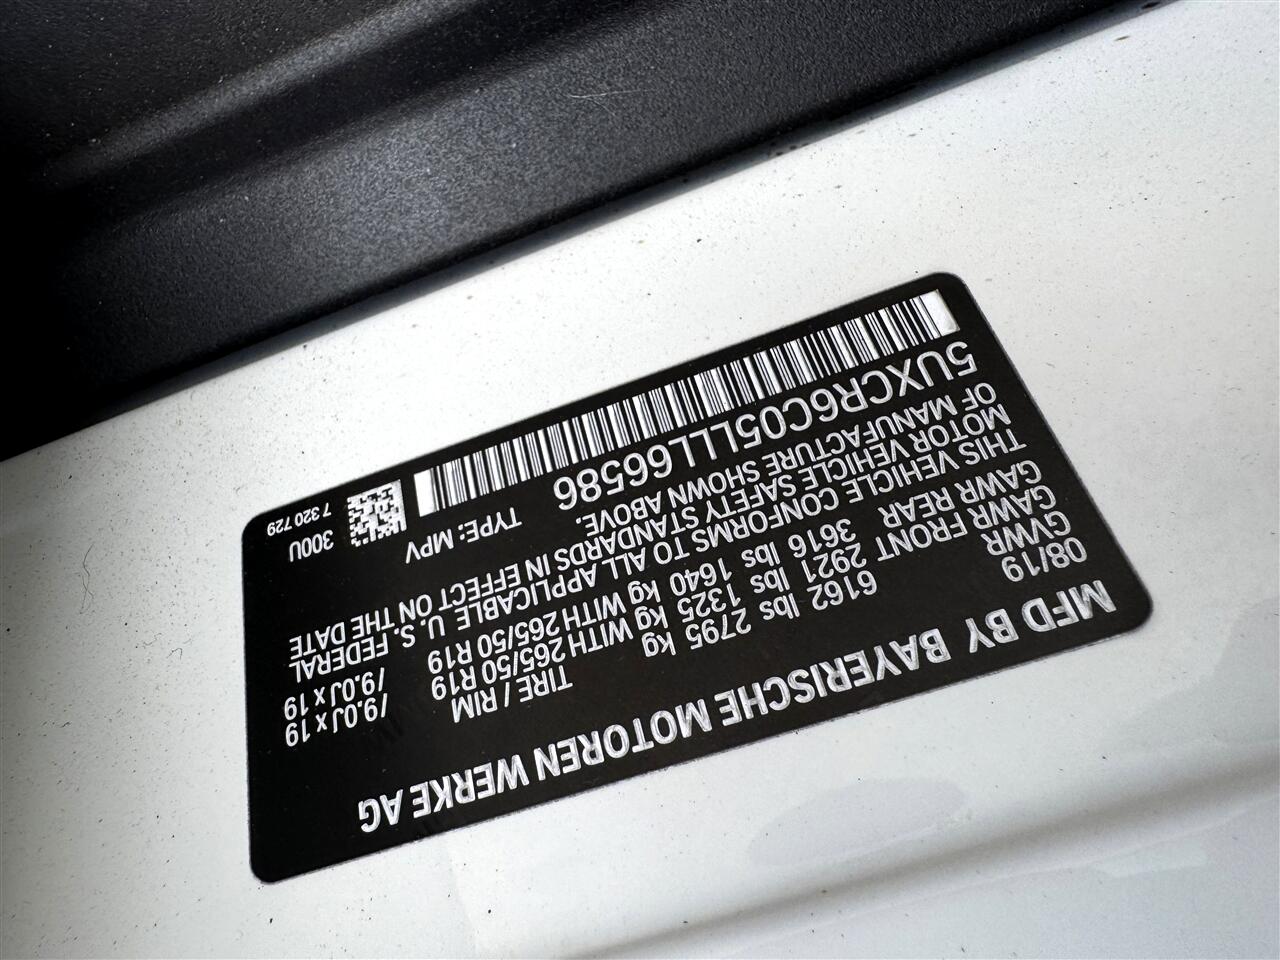 MFD BY BAYERISCHE MOTOREN WERKE AG
08/19 TIRE / RIM
GVWR 6162 lbs 2795 kg
GAWR FRONT 2921 lbs 1325 kg WITH 265/50 R19 /9.0J x 19
GAWR REAR 3616 lbs 1640 kg WITH 265/50 R19 /9.0J x 19
THIS VEHICLE CONFORMS TO ALL APPLICABLE U. S. FEDERAL
MOTOR VEHICLE SAFETY STANDARDS IN EFFECT ON THE DATE
OF MANUFACTURE SHOWN ABOVE.
5UXCR6C05LLL66586 TYPE: MPV 300U
7 320 729